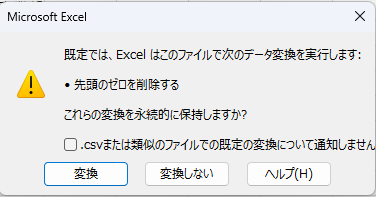 Microsoft Excel
既定では、Excel はこのファイルで次のデータ変換を実行します:
• 先頭のゼロを削除する
これらの変換を永続的に保持しますか?
.csvまたは類似のファイルでの既定の変換について通知しません
変換
変換しない
ヘルプ(H)